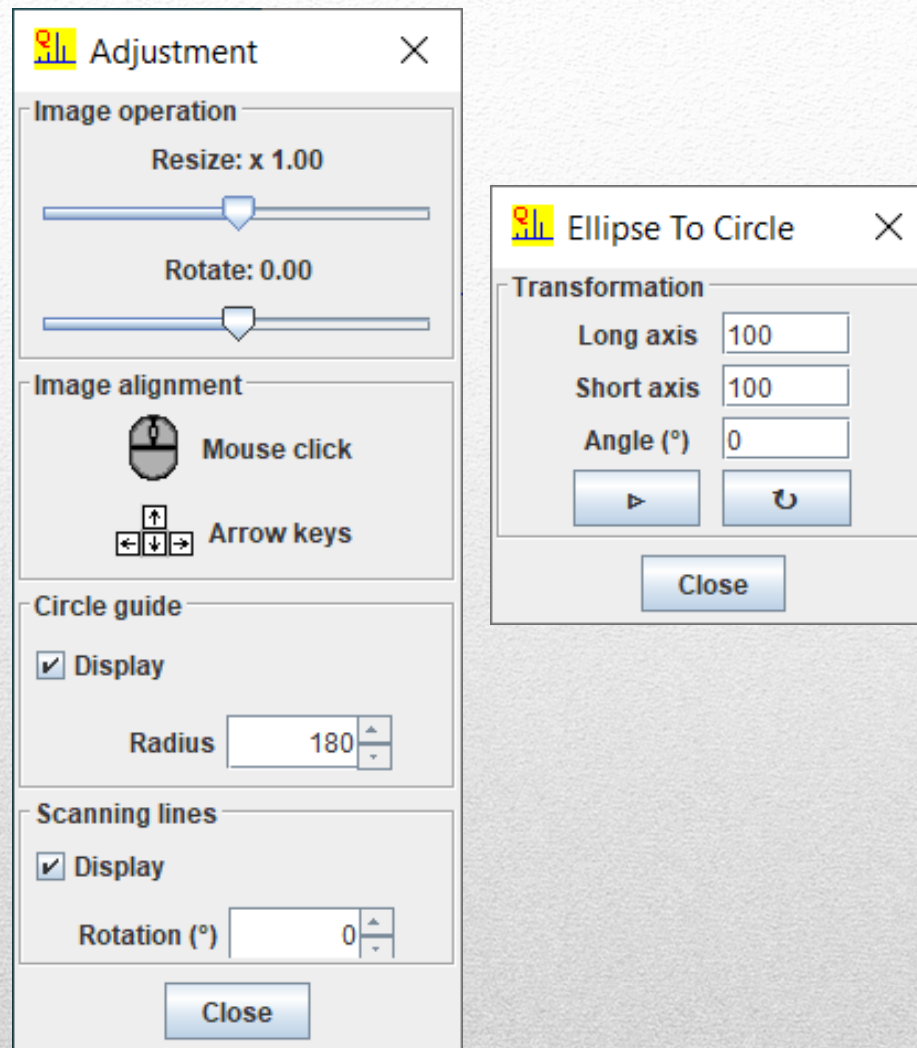 Adjustment
Image operation
Resize: x 1.00
Rotate: 0.00
Image alignment
Mouse click
Arrow keys
Circle guide
Display
Radius 180
Scanning lines
Display
Rotation (°) 0
Close
Ellipse To Circle
Transformation
Long axis 100
Short axis 100
Angle (°) 0
Close